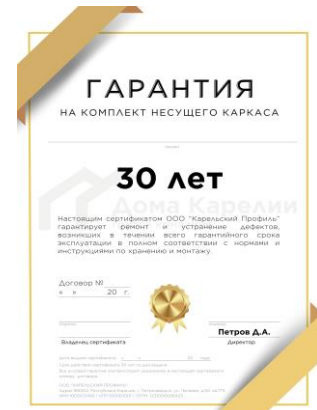 ГАРАНТИЯ
НА КОМПЛЕКТ НЕСУЩЕГО КАРКАСА
30 лет
Дома Карелии
Настоящим сертификатом ООО "Карельский Профиль"
гарантирует ремонт и устранение дефектов,
возникших в течении всего гарантийного срока
эксплуатации в полном соответствии с нормами и
инструкциями по хранению и монтажу.
Договор №
« » 20 г.
Петров Д.А.
Владелец сертификата
Директор